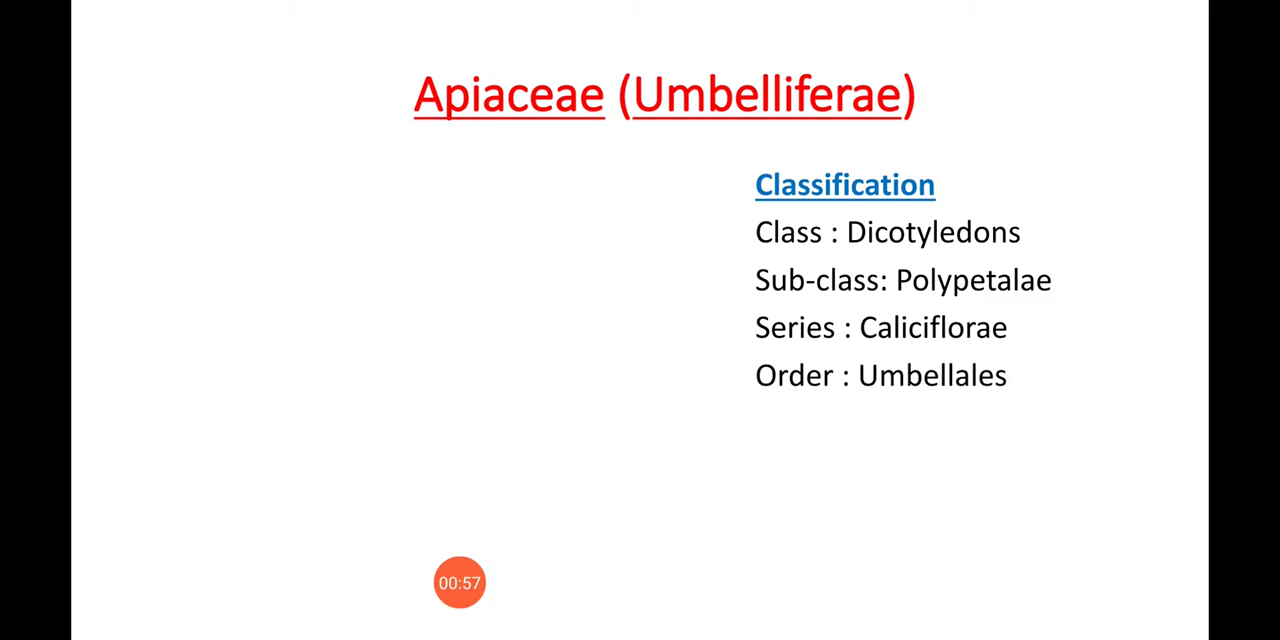 Apiaceae (Umbelliferae)
Classification
Class : Dicotyledons
Sub-class: Polypetalae
Series : Caliciflorae
Order : Umbellales
00:57